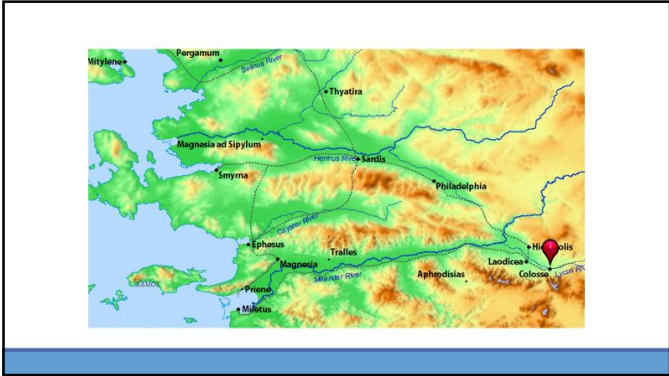 Pergamum
Mitylene
Selinus River
Thyatira
Magnesia ad Sipylum
Hermus River
Sardis
Smyrna
Philadelphia
Cayster River
Ephesus
Tralles
Magnesia
Laodicea
Aphrodisias
Colosse
Lycus
Meander River
SAMOS
Priene
Miletus